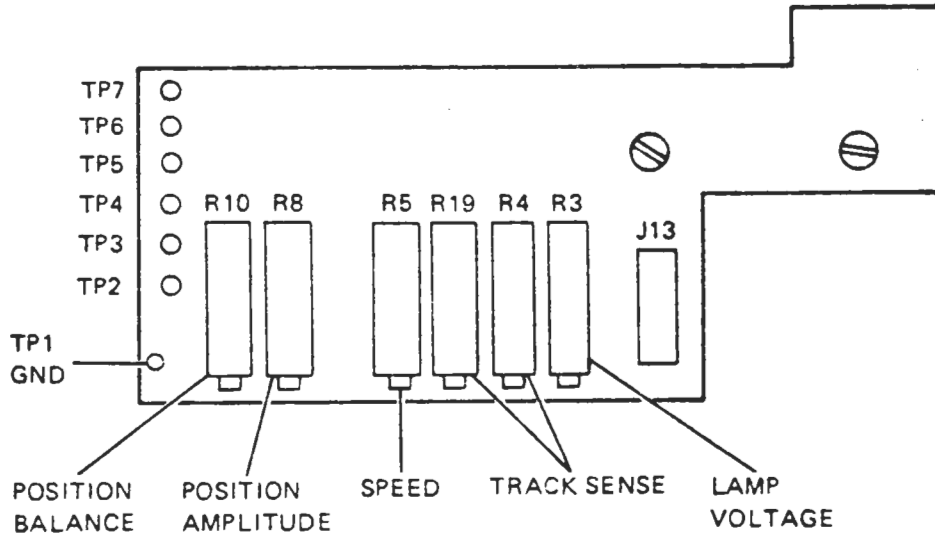 TP7
TP6
TP5
TP4
R10
R8
R5
R19
R4
R3
TP3
J13
TP2
TP1
GND
POSITION
BALANCE
POSITION
AMPLITUDE
SPEED
TRACK SENSE
LAMP
VOLTAGE